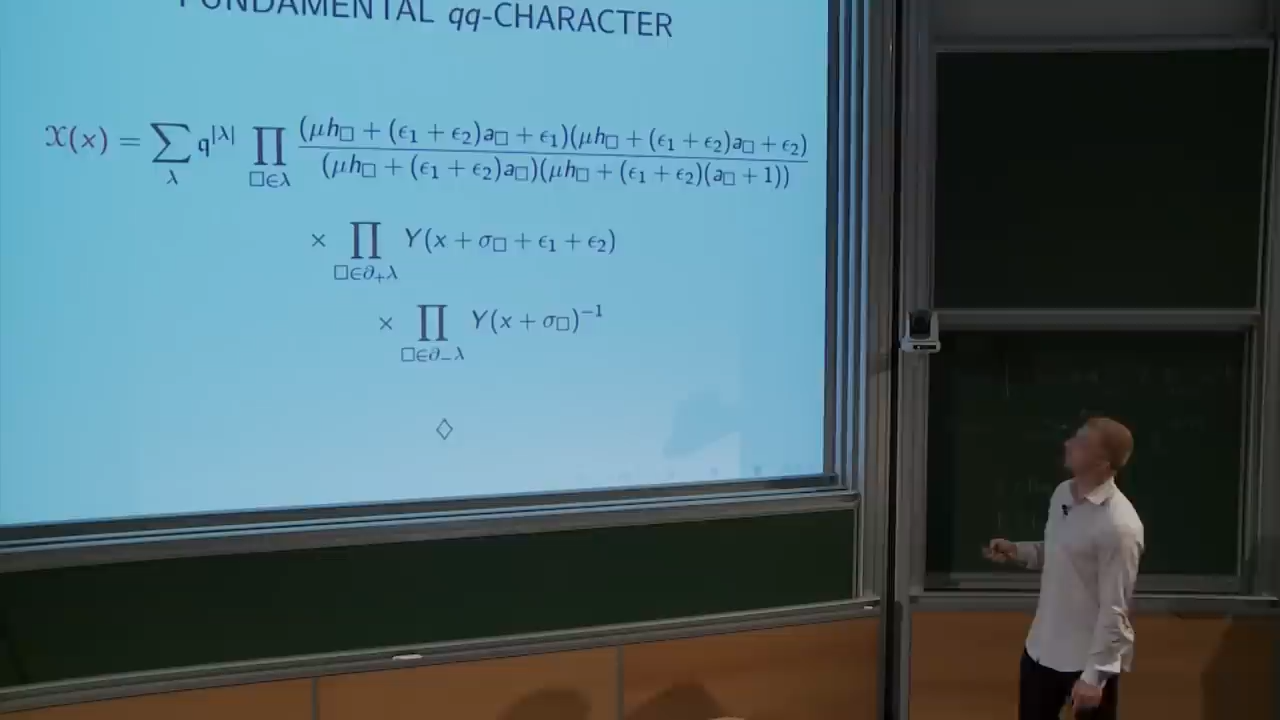 FUNDAMENTAL qq-CHARACTER
𝒳(x) = ∑_λ q^{|λ|} ∏_{□∈λ} \frac{(μh_□ + (ϵ_1 + ϵ_2)a_□ + ϵ_1)(μh_□ + (ϵ_1 + ϵ_2)a_□ + ϵ_2)}{(μh_□ + (ϵ_1 + ϵ_2)a_□)(μh_□ + (ϵ_1 + ϵ_2)(a_□ + 1))}
× ∏_{□∈∂_+λ} Y(x + σ_□ + ϵ_1 + ϵ_2)
× ∏_{□∈∂_−λ} Y(x + σ_□)^{−1}
◇